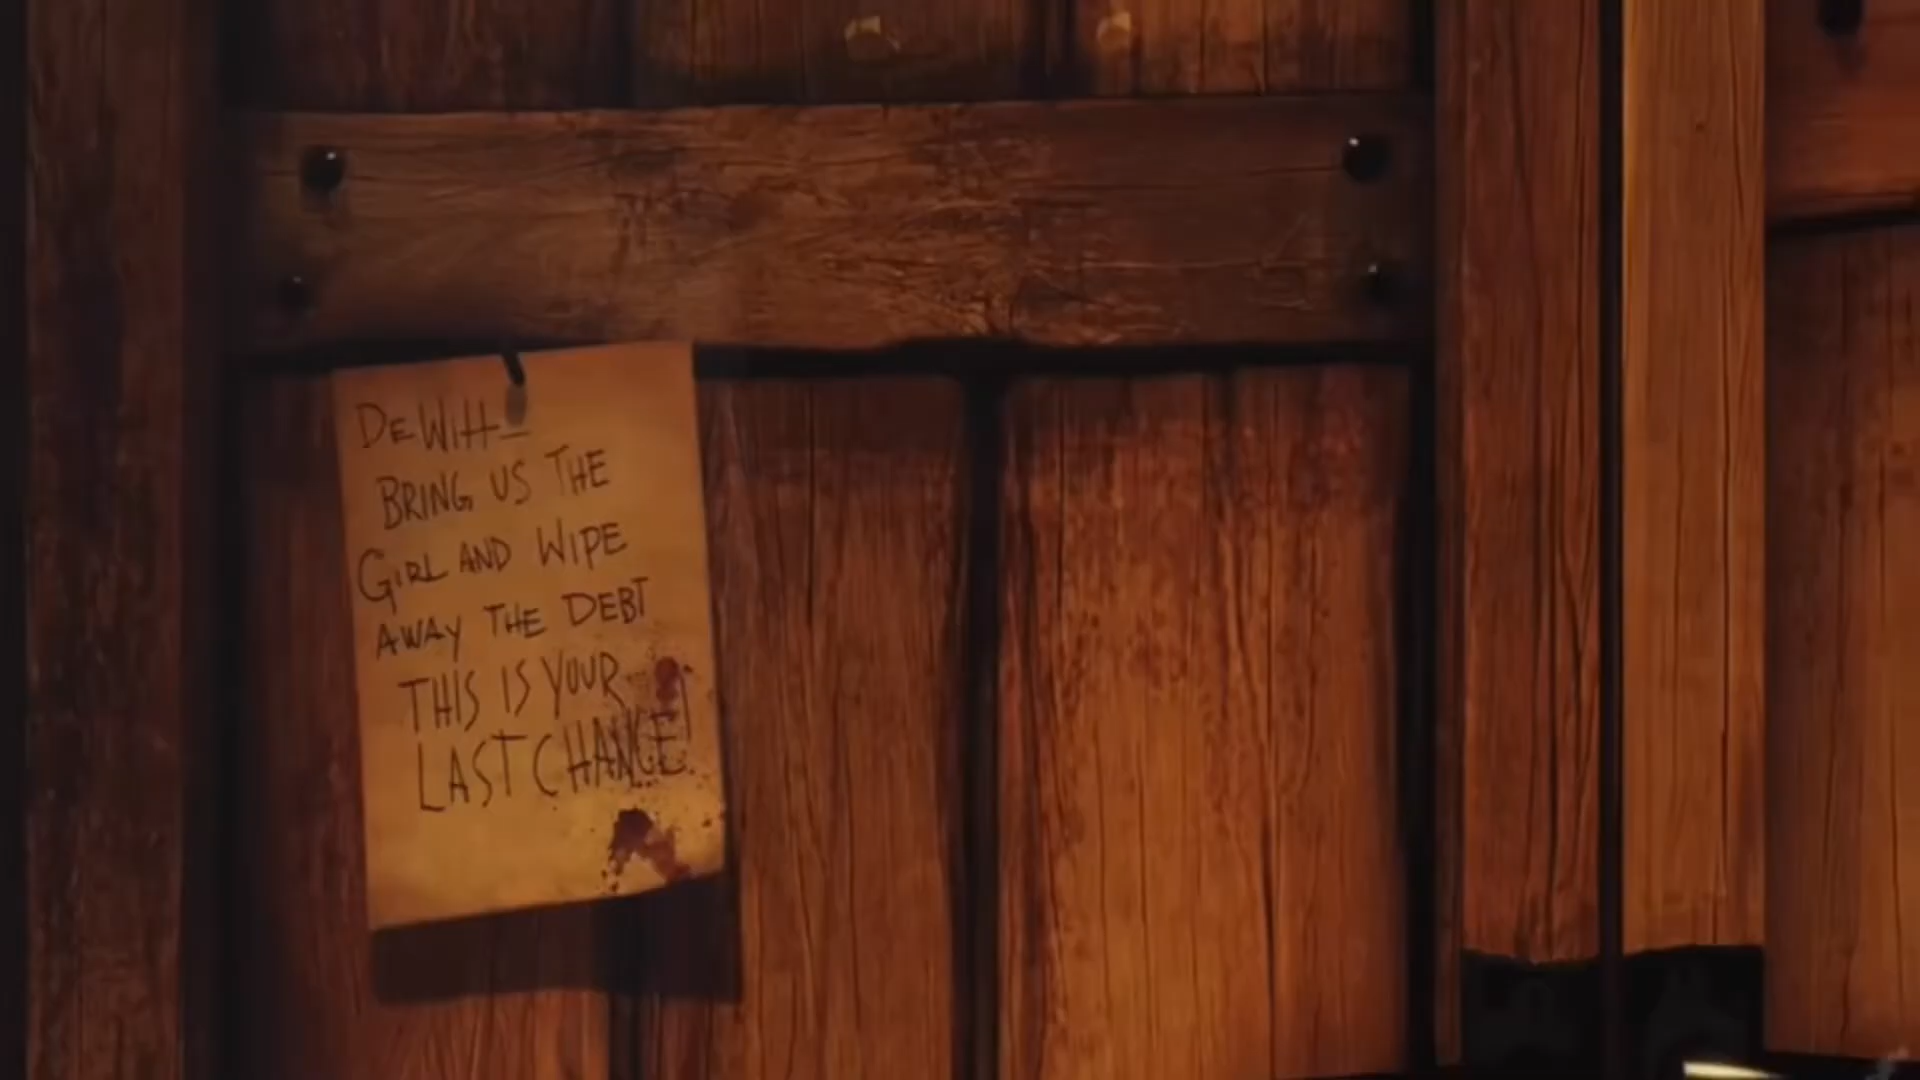 DeWitt—
BRING US THE
GIRL AND WIPE
AWAY THE DEBT
THIS IS YOUR
LAST CHANCE!